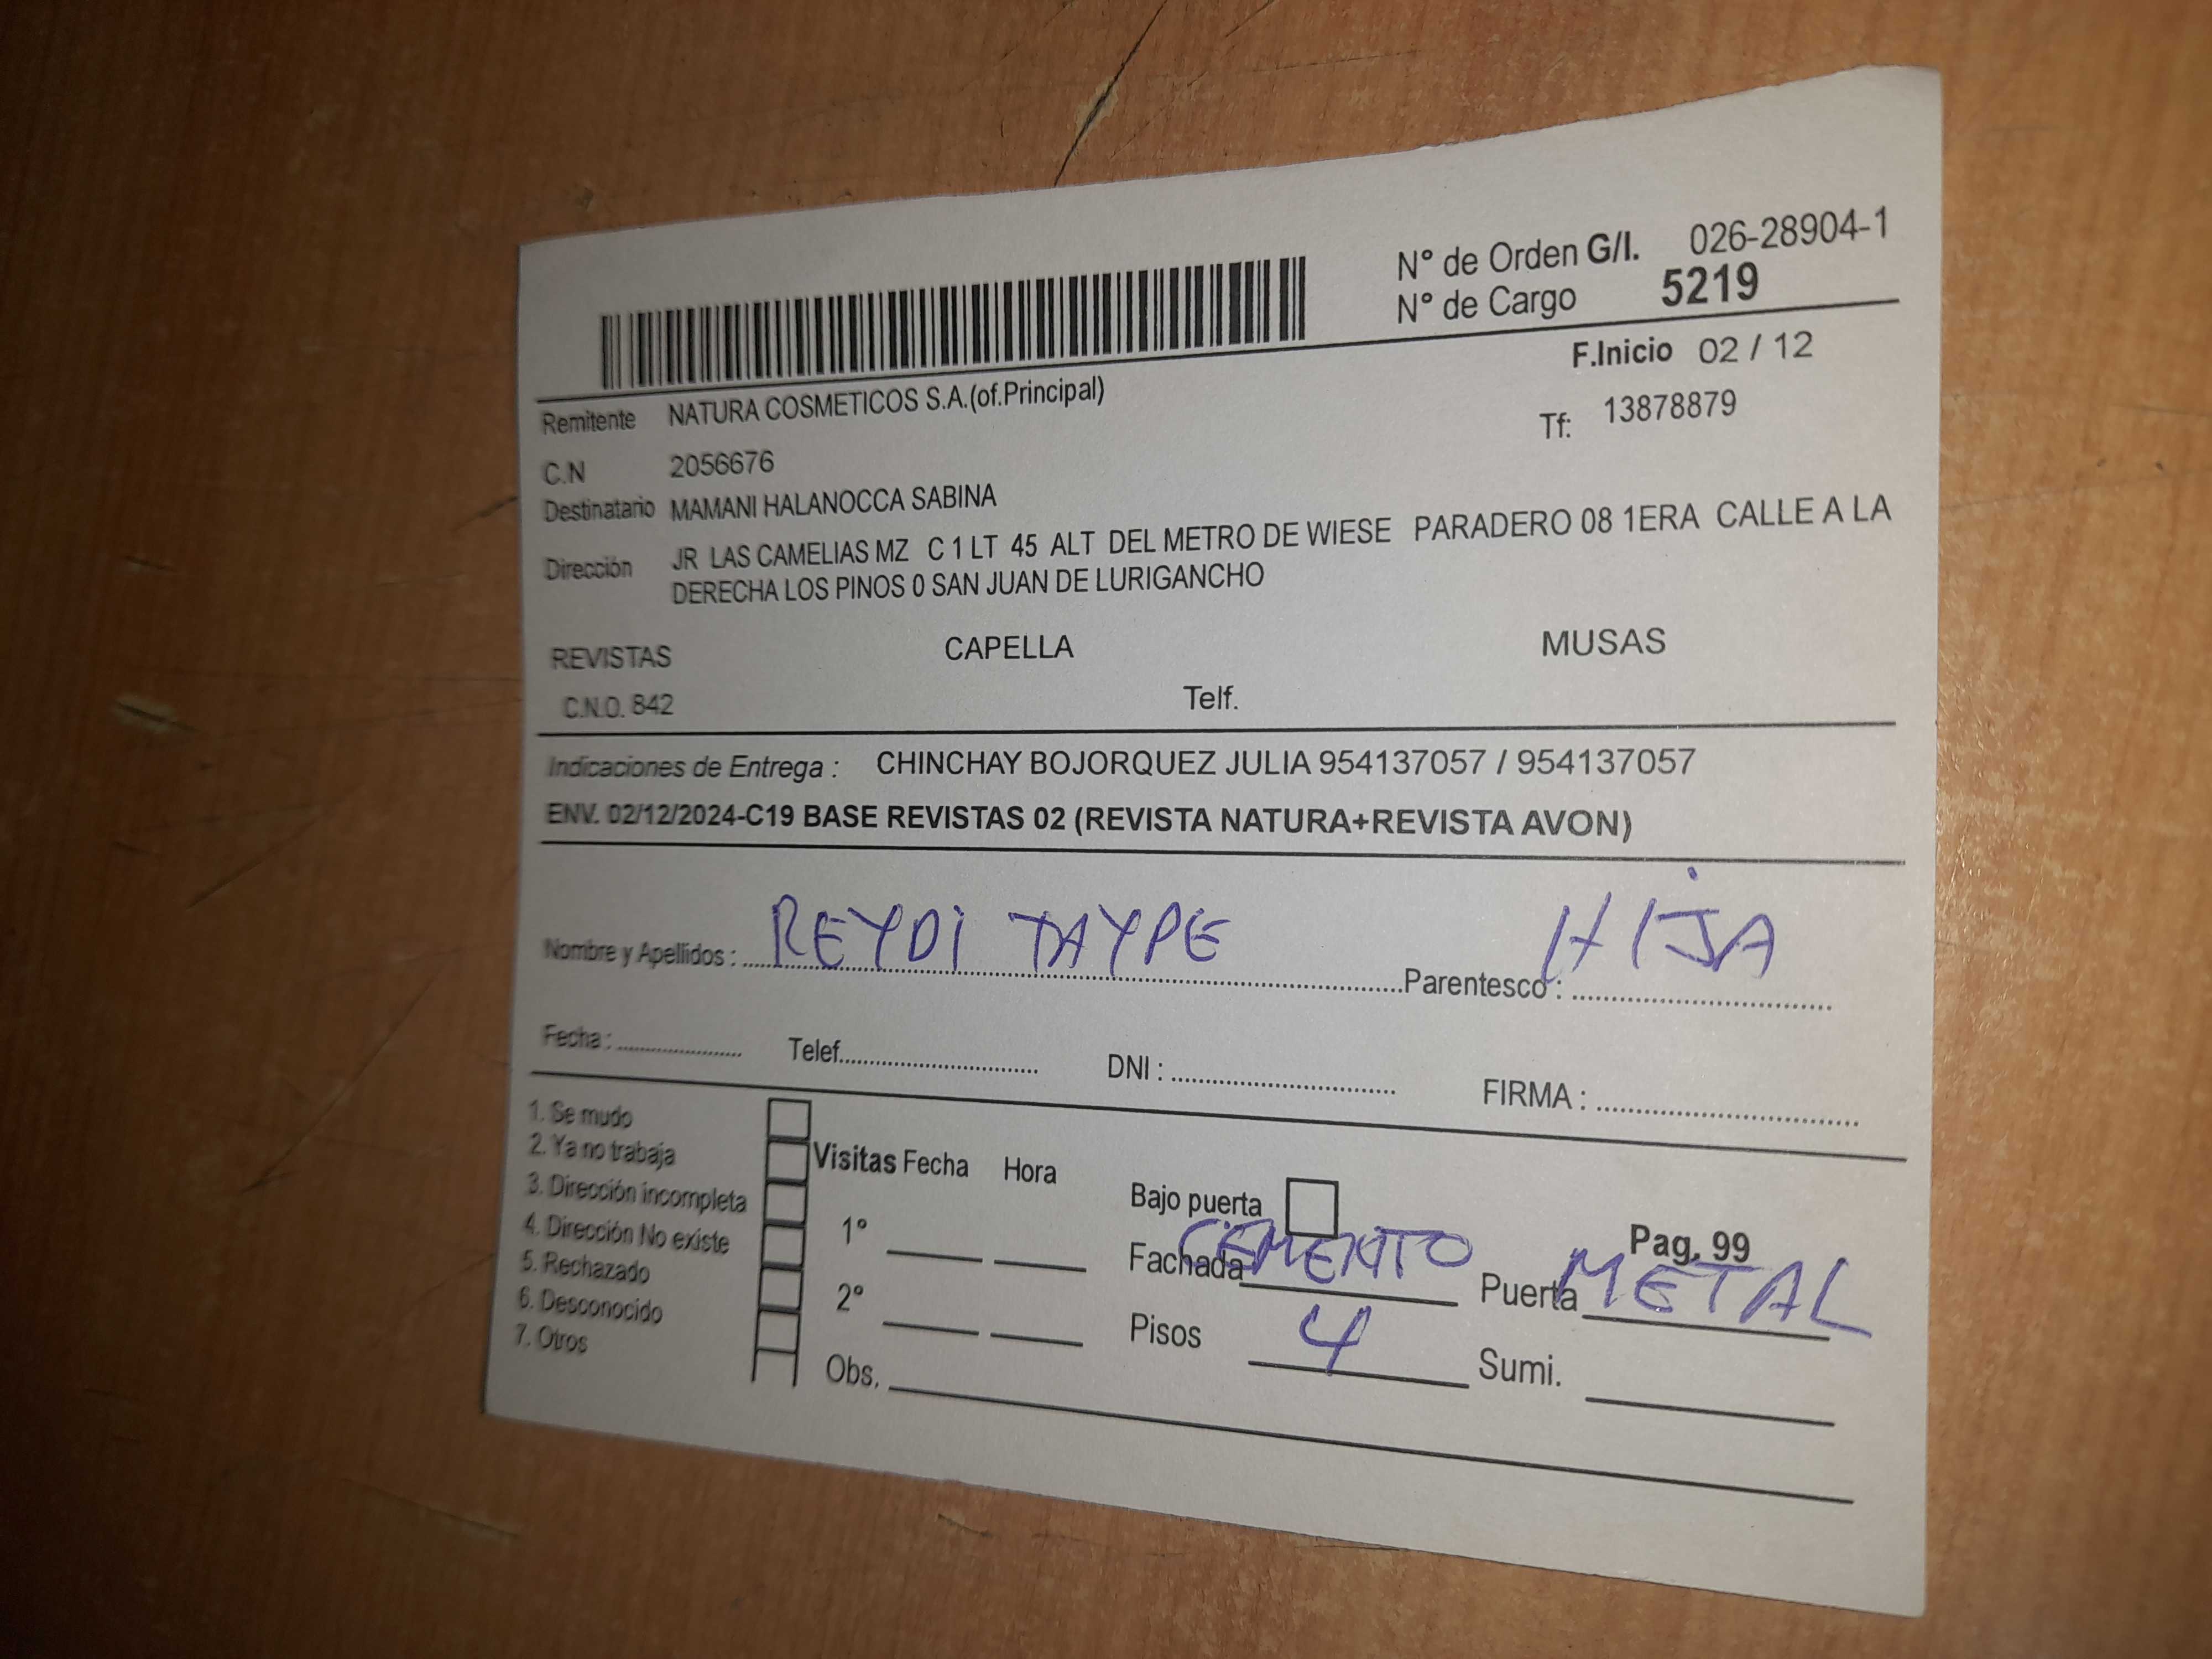 N° de Orden G/I. 026-28904-1
N° de Cargo 5219
F.Inicio 02 / 12
Remitente NATURA COSMETICOS S.A.(of.Principal)
Tf: 13878879
C.N 2056676
Destinatario MAMANI HALANOCCA SABINA
Dirección JR LAS CAMELIAS MZ C 1 LT 45 ALT DEL METRO DE WIESE PARADERO 08 1ERA CALLE A LA
DERECHA LOS PINOS 0 SAN JUAN DE LURIGANCHO
REVISTAS CAPELLA MUSAS
C.N.O. 842 Telf.
Indicaciones de Entrega : CHINCHAY BOJORQUEZ JULIA 954137057 / 954137057
ENV. 02/12/2024-C19 BASE REVISTAS 02 (REVISTA NATURA+REVISTA AVON)
Nombre y Apellidos : REYDI TAYPE Parentesco : HIJA
Fecha : Telef. DNI : FIRMA :
1. Se mudo
2. Ya no trabaja
3. Dirección incompleta
4. Dirección No existe
5. Rechazado
6. Desconocido
7. Otros
Visitas Fecha Hora
1°
2°
Obs.
Bajo puerta
Pag. 99
Fachada CEMENTO Puerta METAL
Pisos 4 Sumi.